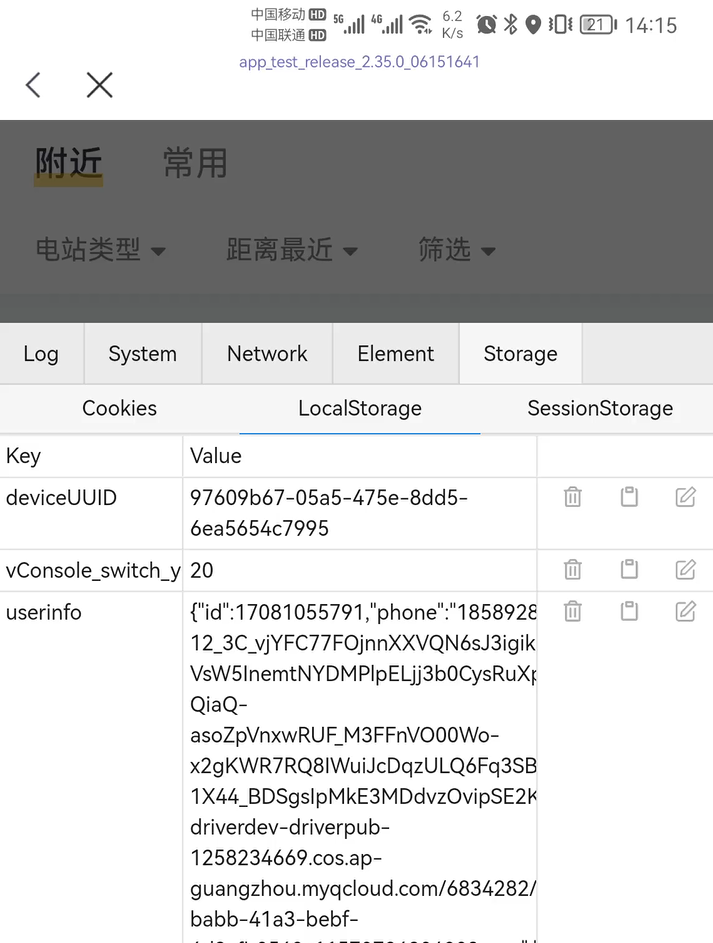 中国移动 HD 5G 4G 6.2 21 14:15
中国联通 HD K/s
app_test_release_2.35.0_06151641
附近 常用
电站类型 距离最近 筛选
Log System Network Element Storage
Cookies LocalStorage SessionStorage
Key Value
deviceUUID 97609b67-05a5-475e-8dd5-
6ea5654c7995
vConsole_switch_y 20
userinfo {"id":17081055791,"phone":"1858928
12_3C_vjYFC77FOjnnXXVQN6sJ3igik
VsW5InemtNYDMPlpELjj3b0CysRuXp
QiaQ-
asoZpVnxwRUF_M3FFnVO00Wo-
x2gKWR7RQ8lWuiJcDqzULQ6Fq3SB
1X44_BDSgsIpMkE3MDdvzOvipSE2K
driverdev-driverpub-
1258234669.cos.ap-
guangzhou.myqcloud.com/6834282/
babb-41a3-bebf-